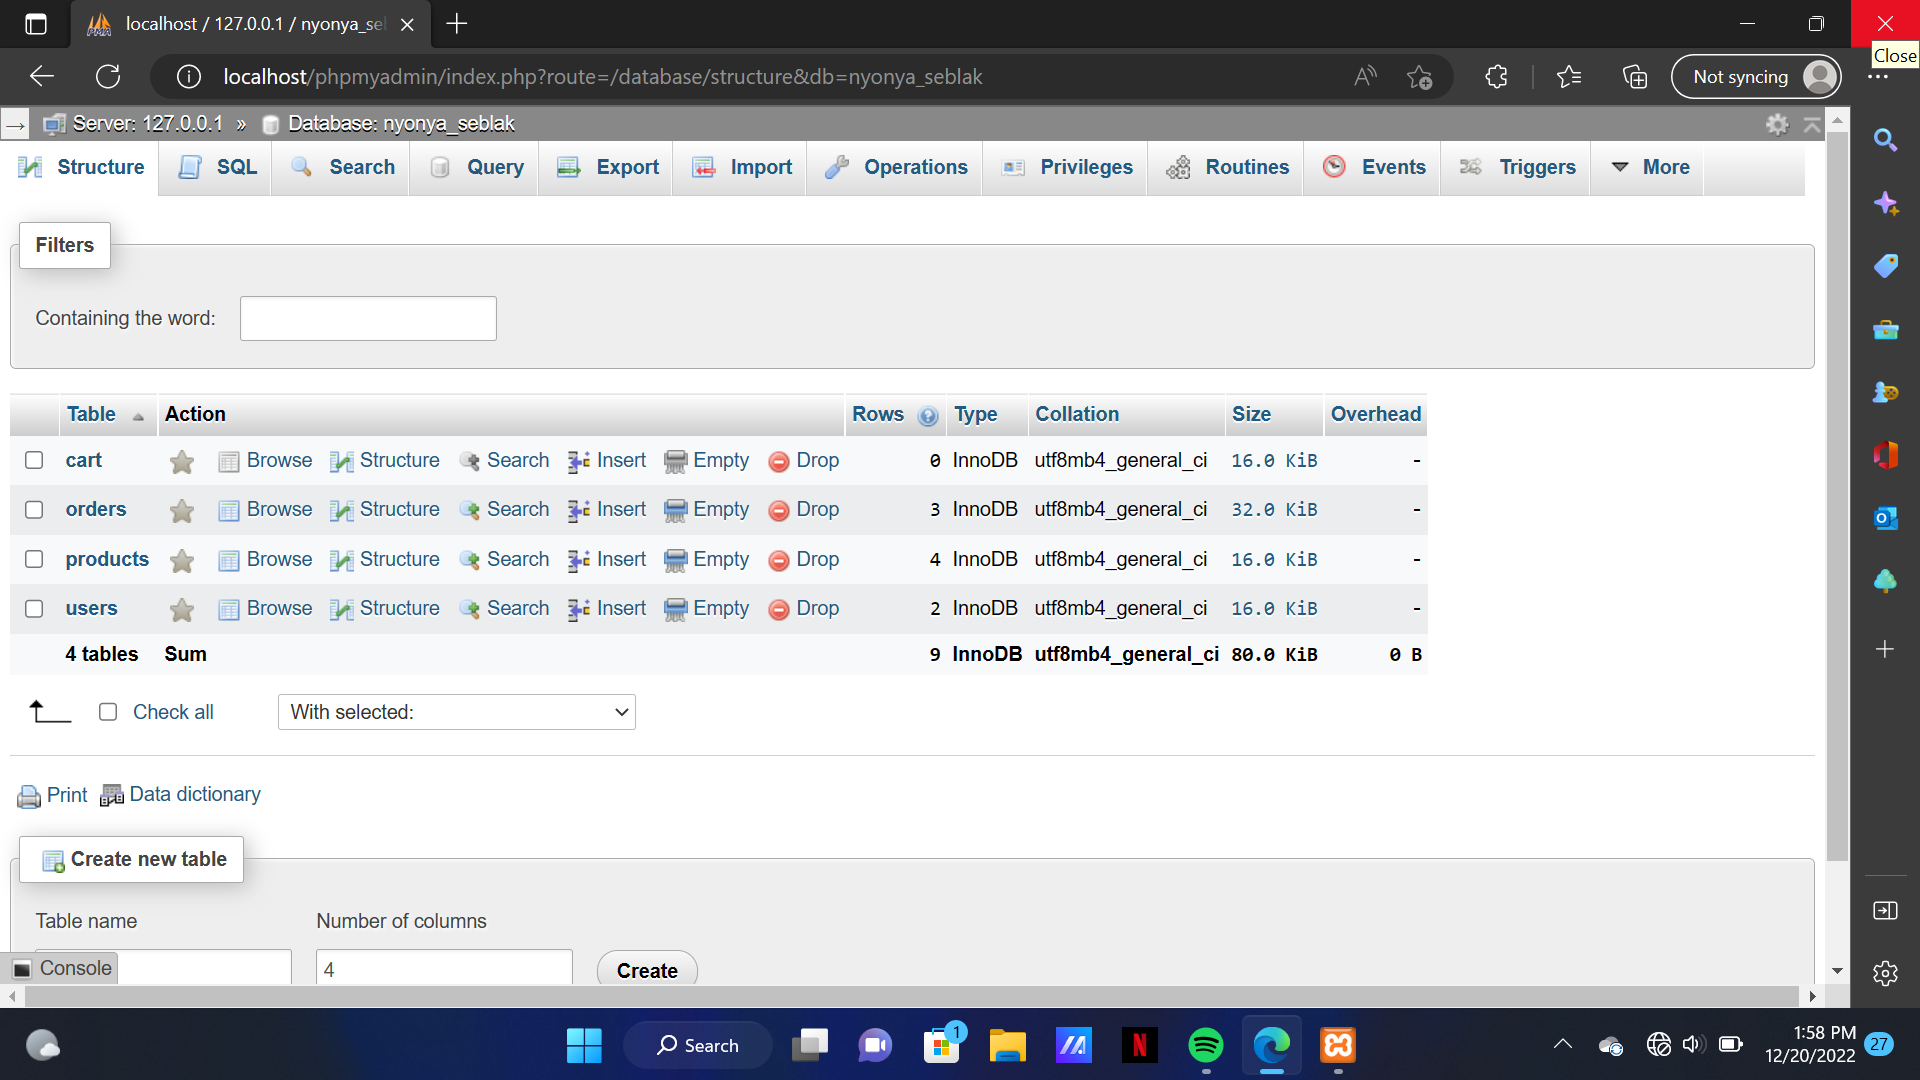 localhost / 127.0.0.1 / nyonya_se
localhost/phpmyadmin/index.php?route=/database/structure&db=nyonya_seblak
Not syncing
Close
Server: 127.0.0.1 » Database: nyonya_seblak
Structure SQL Search Query Export Import Operations Privileges Routines Events Triggers More
Filters
Containing the word:
Table Action Rows Type Collation Size Overhead
cart Browse Structure Search Insert Empty Drop 0 InnoDB utf8mb4_general_ci 16.0 KiB -
orders Browse Structure Search Insert Empty Drop 3 InnoDB utf8mb4_general_ci 32.0 KiB -
products Browse Structure Search Insert Empty Drop 4 InnoDB utf8mb4_general_ci 16.0 KiB -
users Browse Structure Search Insert Empty Drop 2 InnoDB utf8mb4_general_ci 16.0 KiB -
4 tables Sum 9 InnoDB utf8mb4_general_ci 80.0 KiB 0 B
Check all With selected:
Print Data dictionary
Create new table
Table name Number of columns
Console 4 Create
Search
1
N
1:58 PM
12/20/2022
27